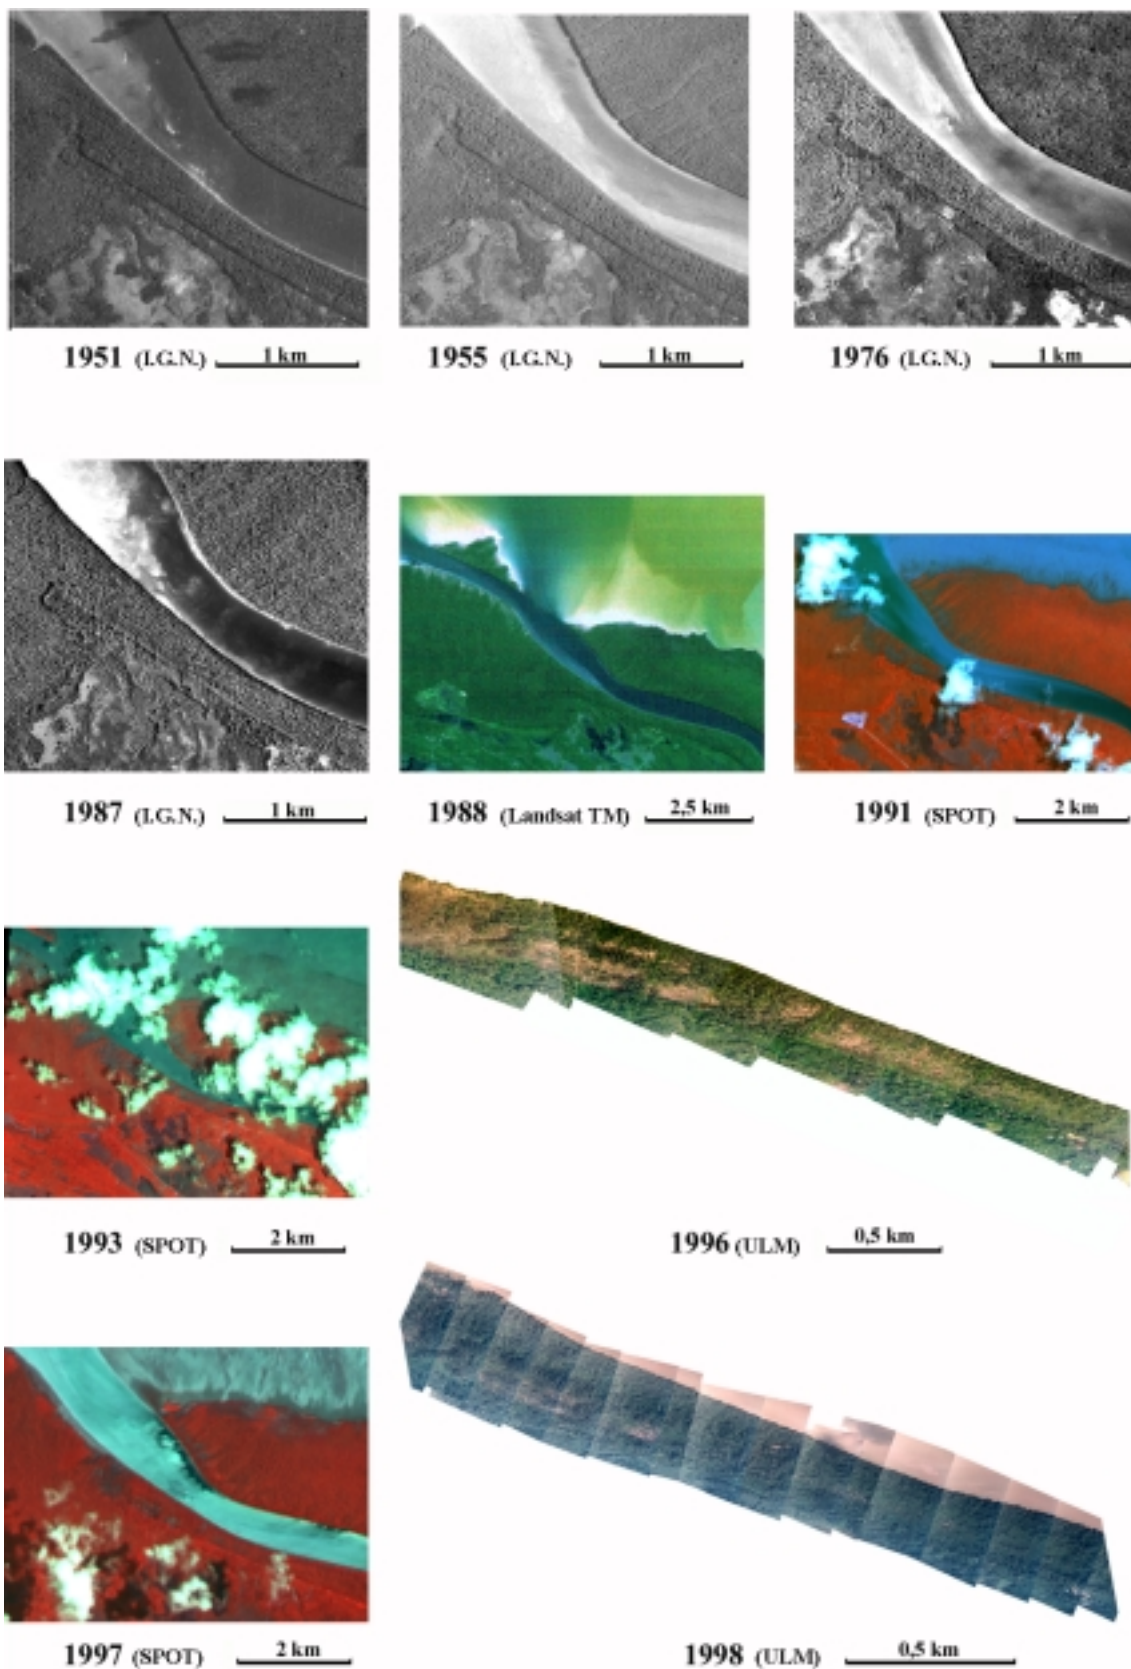 1951 (I.G.N.) 1 km
1955 (I.G.N.) 1 km
1976 (I.G.N.) 1 km
1987 (I.G.N.) 1 km
1988 (Landsat TM) 2,5 km
1991 (SPOT) 2 km
1993 (SPOT) 2 km
1996 (ULM) 0,5 km
1997 (SPOT) 2 km
1998 (ULM) 0,5 km